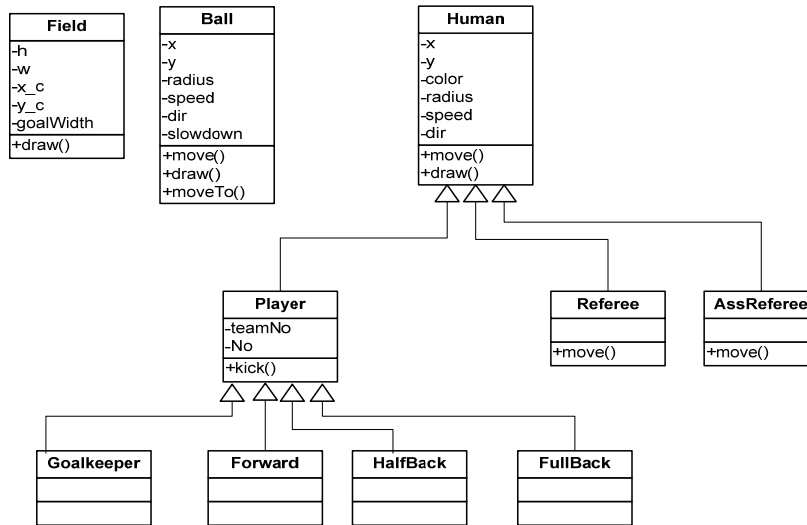 Field
-h
-w
-x_c
-y_c
-goalWidth
+draw()
Ball
-x
-y
-radius
-speed
-dir
-slowdown
+move()
+draw()
+moveTo()
Human
-x
-y
-color
-radius
-speed
-dir
+move()
+draw()
Player
-teamNo
-No
+kick()
Referee
+move()
AssReferee
+move()
Goalkeeper
Forward
HalfBack
FullBack